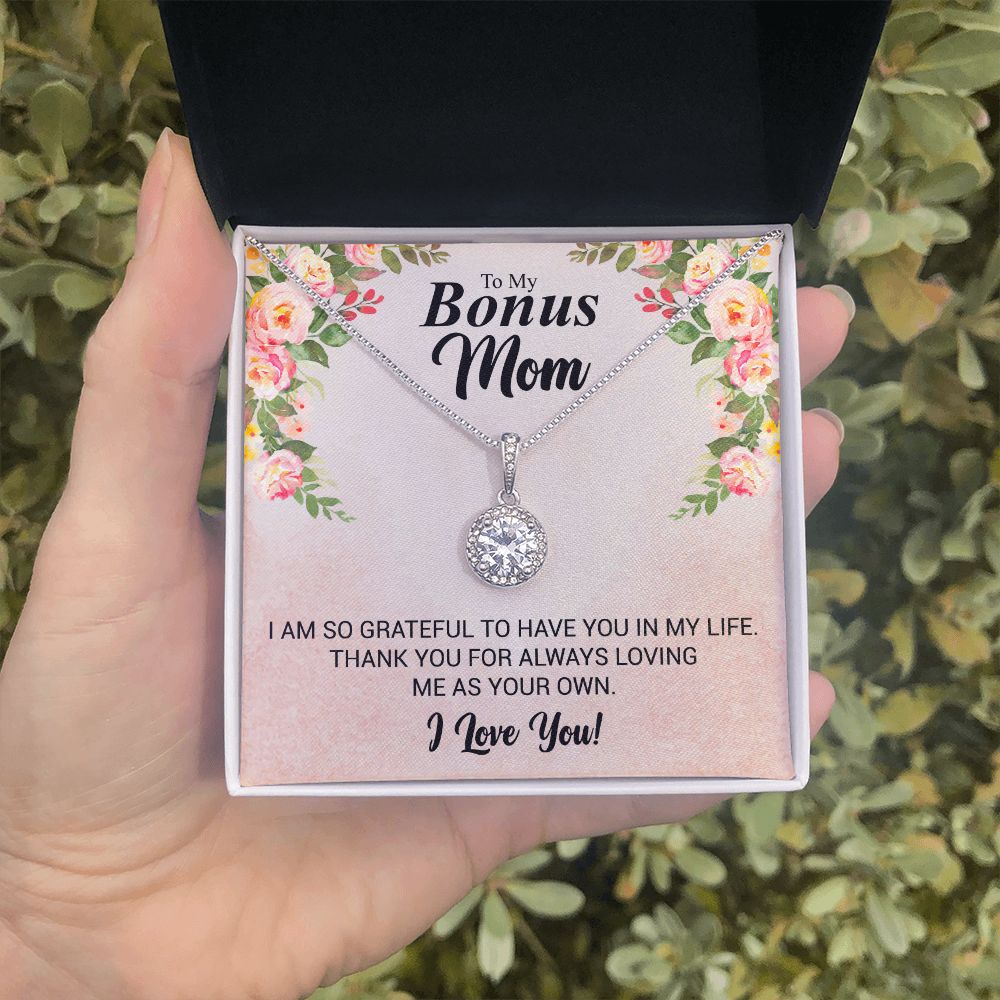 To My
Bonus
Mom
I AM SO GRATEFUL TO HAVE YOU IN MY LIFE.
THANK YOU FOR ALWAYS LOVING
ME AS YOUR OWN.
I Love You!